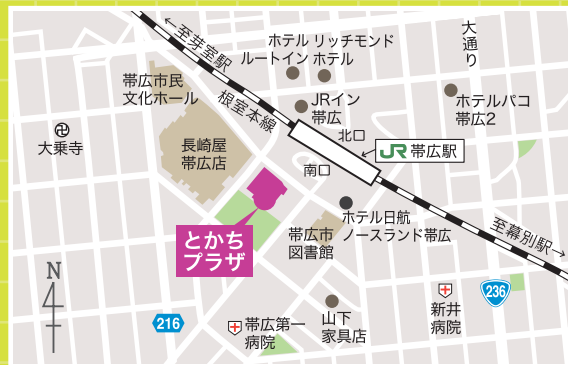 ←至芽室駅
ホテル
ルートイン
リッチモンド
ホテル
大通り
帯広市民
文化ホール
根室本線
JRイン
帯広
ホテルパコ
帯広2
北口
JR帯広駅
大乗寺
長崎屋
帯広店
南口
とかち
プラザ
ホテル日航
ノースランド帯広
帯広市
図書館
至幕別駅→
N
216
帯広第一
病院
山下
家具店
新井
病院
236